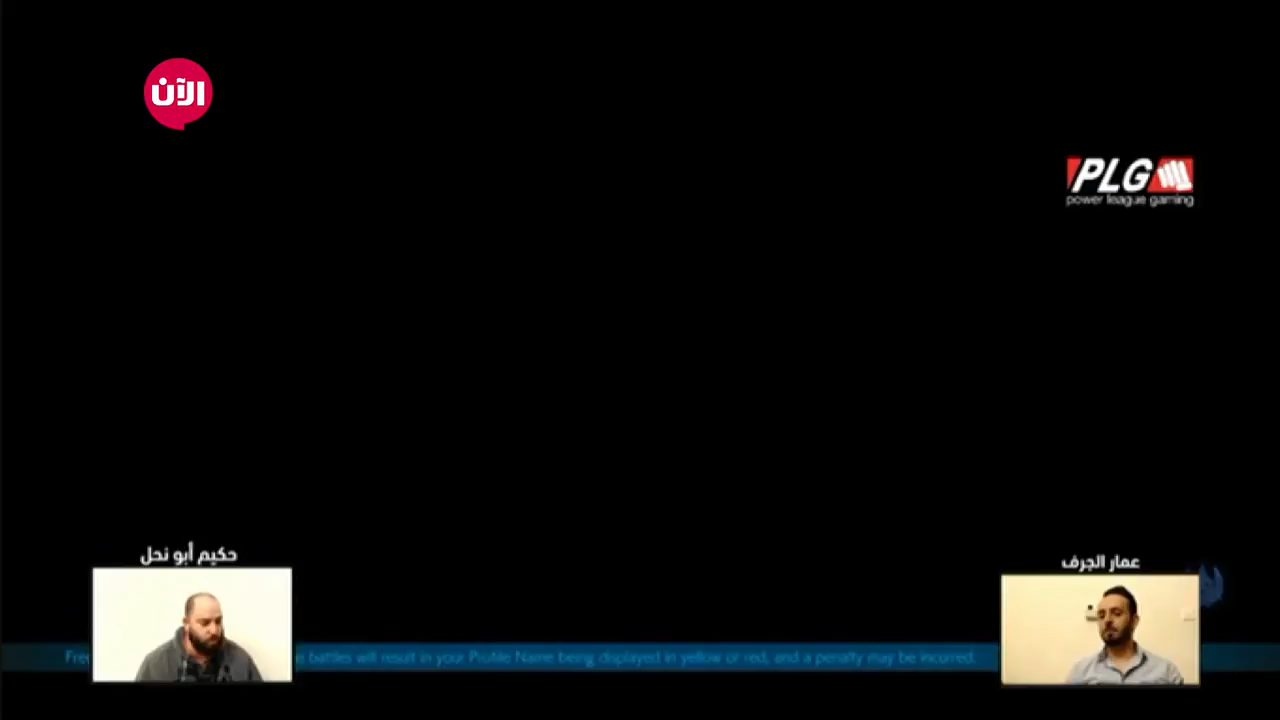 الآن
PLG
power league gaming
حكيم أبو نحل
عمار الجرف
battles will result in your Profile Name being displayed in yellow or red, and a penalty may be incurred.